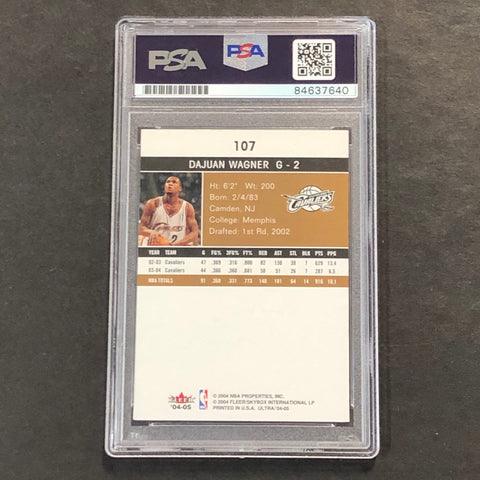 PSA
PSA
84637640
107
DAJUAN WAGNER G - 2
Ht: 6'2" Wt: 200
Born: 2/4/83
Camden, NJ
College: Memphis
Drafted: 1st Rd, 2002
CAVALIERS
YEAR TEAM G FG% 3FG% FT% REB AST STL BLK PTS PPG
02-03 Cavaliers 47 .369 .316 .800 82 130 38 7 629 13.4
03-04 Cavaliers 44 .366 .361 .681 58 51 26 7 287 6.5
NBA TOTALS 91 .368 .331 .773 140 181 64 14 916 10.1
FLEER
'04-05
NBA
© 2004 NBA PROPERTIES, INC.
© 2004 FLEER/SKYBOX INTERNATIONAL LP
PRINTED IN U.S.A. ULTRA/'04-05